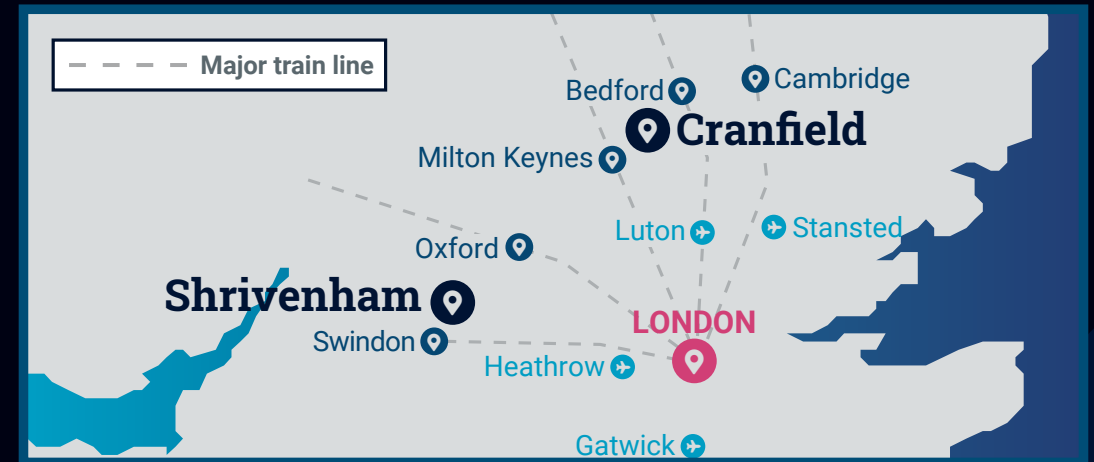 Major train line
Bedford
Cambridge
Cranfield
Milton Keynes
Luton
Stansted
Oxford
Shrivenham
LONDON
Swindon
Heathrow
Gatwick